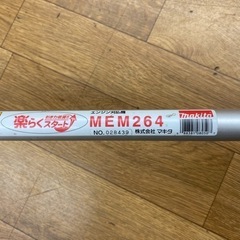 楽らく
スタート
エンジン刈払機
MEM264
NO. 028439
株式会社 マキタ
makita